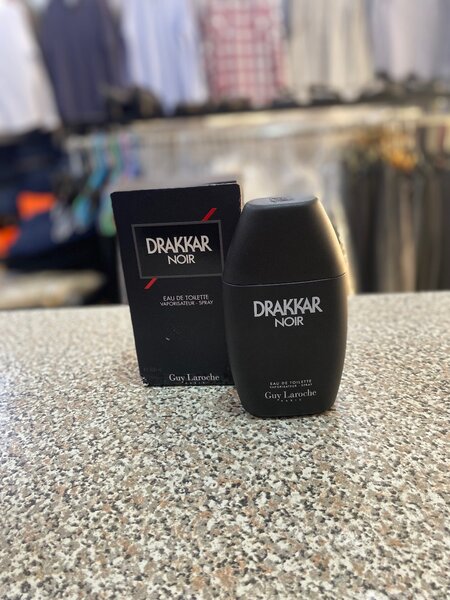 DRAKKAR
NOIR
EAU DE TOILETTE
VAPORISATEUR - SPRAY
Guy Laroche
DRAKKAR
NOIR
EAU DE TOILETTE
VAPORISATEUR - SPRAY
Guy Laroche
PARIS